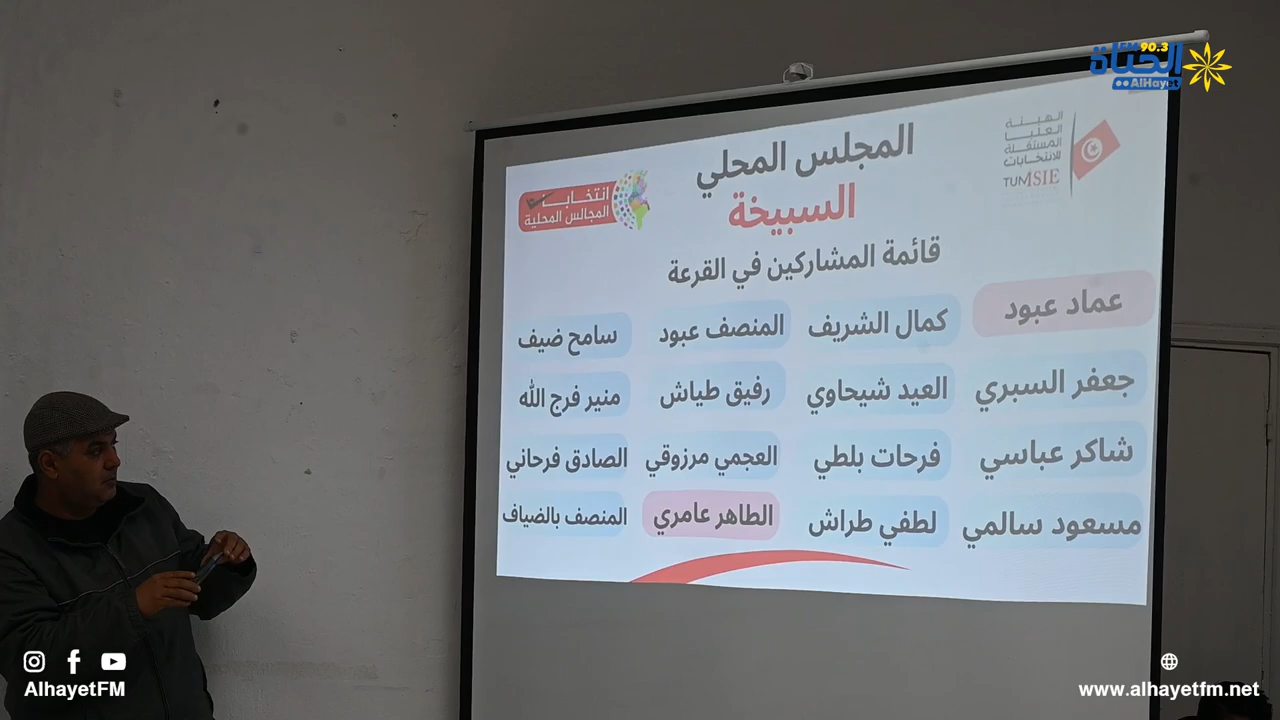 الحياة FM 90.3
AlHayet
الهيئة
العليا
المستقلة
للانتخابات
TUNISIE
المجلس المحلي
السبيخة
انتخابات
المجالس المحلية
قائمة المشاركين في القرعة
عماد عبود
كمال الشريف
المنصف عبود
سامح ضيف
جعفر السبري
العيد شيحاوي
رفيق طياش
منير فرج الله
شاكر عباسي
فرحات بلطي
العجمي مرزوقي
الصادق فرحاني
مسعود سالمي
لطفي طراش
الطاهر عامري
المنصف بالضياف
AlhayetFM
www.alhayetfm.net